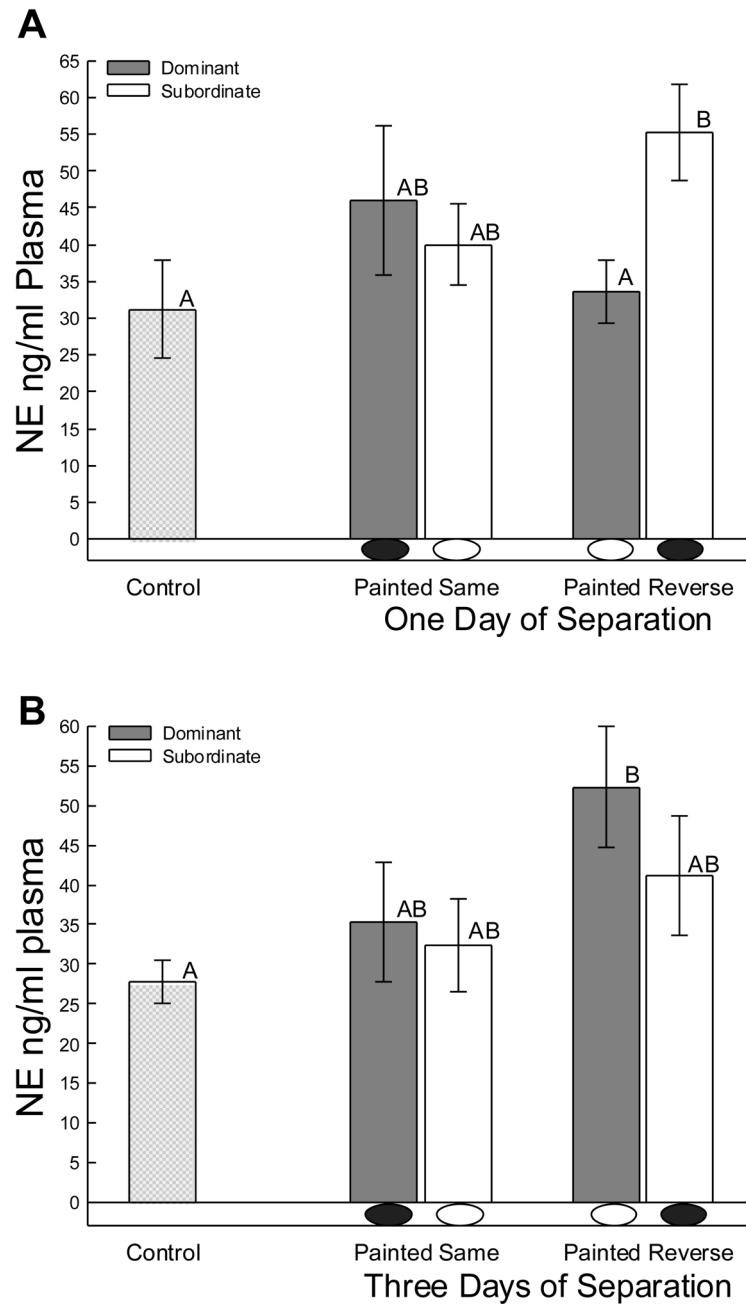 A
65
60
55
50
45
40
35
30
25
20
15
10
5
0
NE ng/ml Plasma
Dominant
Subordinate
A
AB
AB
A
B
Control
Painted Same
Painted Reverse
One Day of Separation
B
60
55
50
45
40
35
30
25
20
15
10
5
0
NE ng/ml plasma
Dominant
Subordinate
A
AB
AB
B
AB
Control
Painted Same
Painted Reverse
Three Days of Separation